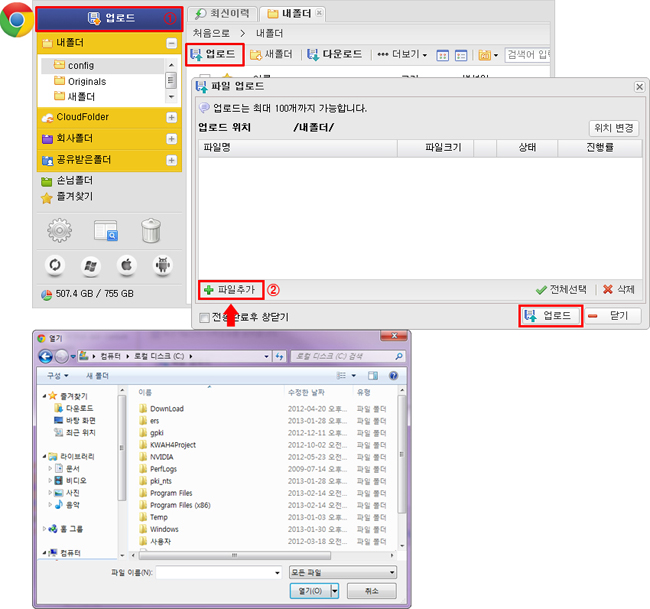 업로드 ①
내폴더
config
Originals
새폴더
CloudFolder
회사폴더
공유받은폴더
손님폴더
즐겨찾기
507.4 GB / 755 GB
최신이력 내폴더
처음으로 > 내폴더
업로드 새폴더 다운로드 더보기 검색어 입력
파일 업로드
업로드는 최대 100개까지 가능합니다.
업로드 위치 /내폴더/ 위치 변경
파일명 파일크기 상태 진행률
파일추가 ② 전체선택 삭제
전송완료후 창닫기 업로드 닫기
열기
컴퓨터 로컬 디스크 (C:) 로컬 디스크 (C:) 검색
구성 새 폴더
즐겨찾기
다운로드
바탕 화면
최근 위치
라이브러리
문서
비디오
사진
음악
홈 그룹
컴퓨터
이름 수정한 날짜 유형
DownLoad 2012-04-20 오후... 파일 폴더
ers 2013-01-28 오후... 파일 폴더
gpki 2012-12-11 오후... 파일 폴더
KWAH4Project 2012-10-02 오전... 파일 폴더
NVIDIA 2012-05-23 오전... 파일 폴더
PerfLogs 2009-07-14 오후... 파일 폴더
pki_nts 2013-01-28 오후... 파일 폴더
Program Files 2013-02-14 오후... 파일 폴더
Program Files (x86) 2013-02-14 오후... 파일 폴더
Temp 2013-01-03 오후... 파일 폴더
Windows 2013-01-30 오후... 파일 폴더
사용자 2012-03-18 오전... 파일 폴더
파일 이름(N): 모든 파일
열기(O) 취소